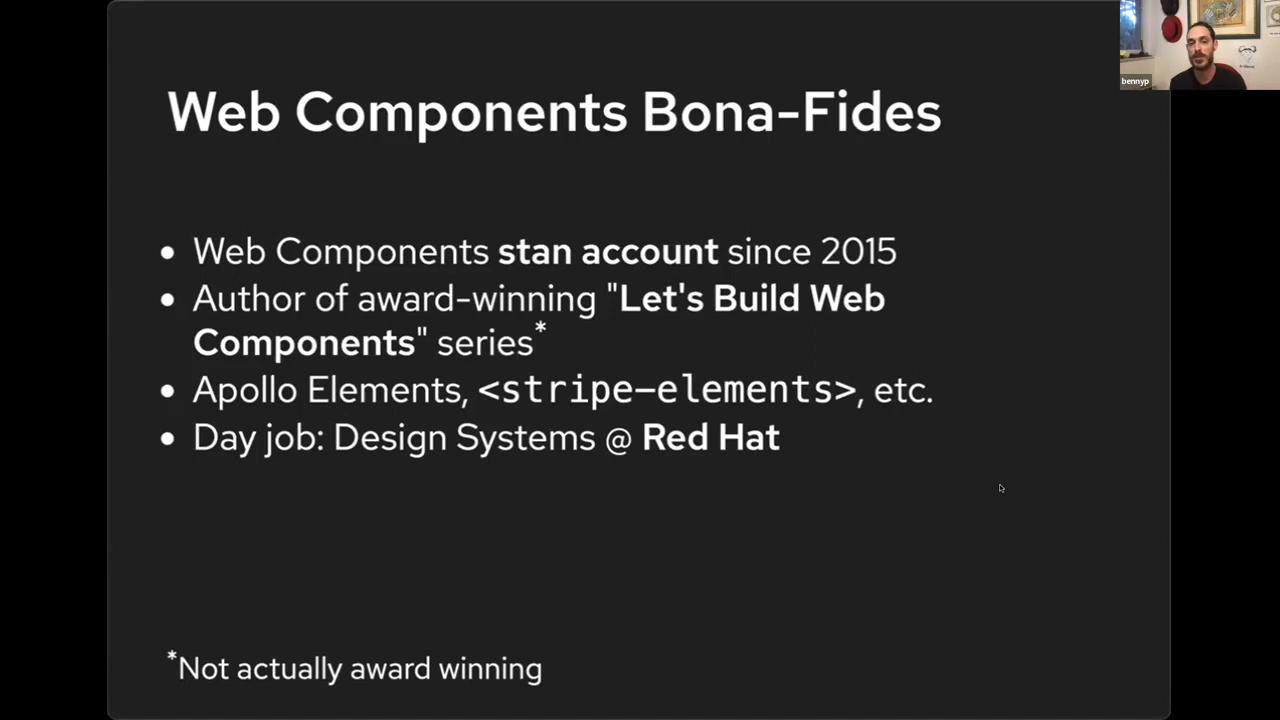 Web Components Bona-Fides
• Web Components stan account since 2015
• Author of award-winning "Let's Build Web
Components" series*
• Apollo Elements, <stripe-elements>, etc.
• Day job: Design Systems @ Red Hat
*Not actually award winning
bennyp